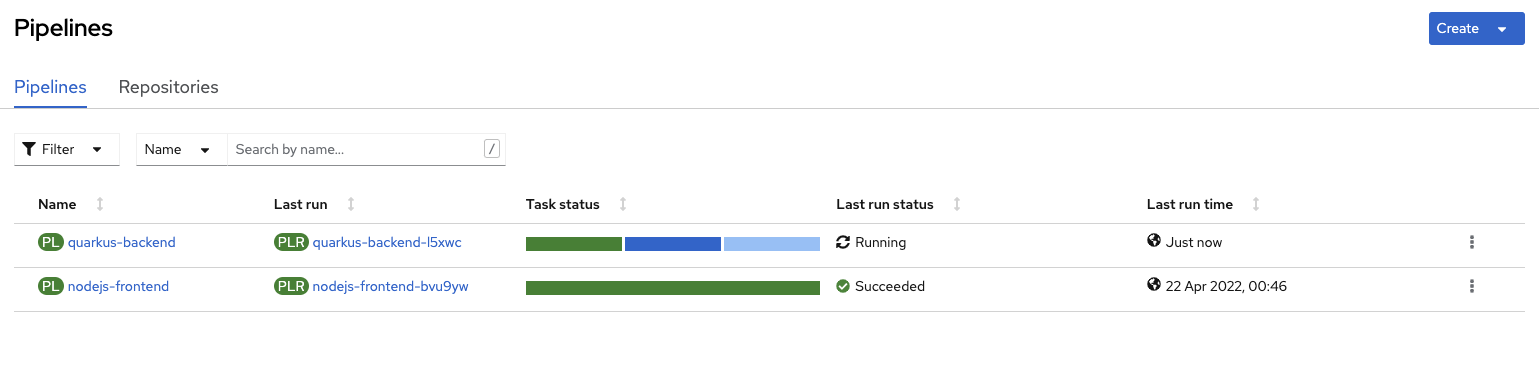 Pipelines
Create
Pipelines Repositories
Filter Name Search by name... /
Name Last run Task status Last run status Last run time
PL quarkus-backend PLR quarkus-backend-l5xwc Running Just now
PL nodejs-frontend PLR nodejs-frontend-bvu9yw Succeeded 22 Apr 2022, 00:46